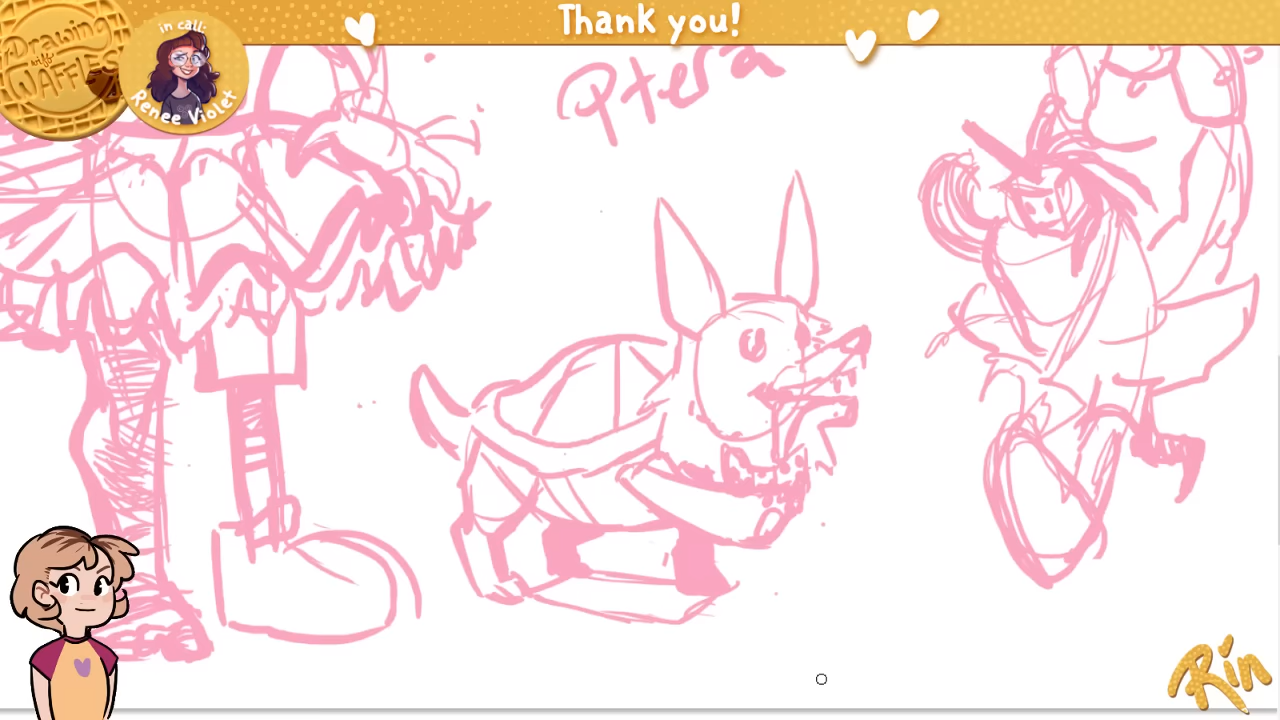 Thank you!
Drawing
with
WAFFLES
in call:
Renee Violet
Ptera
Rin